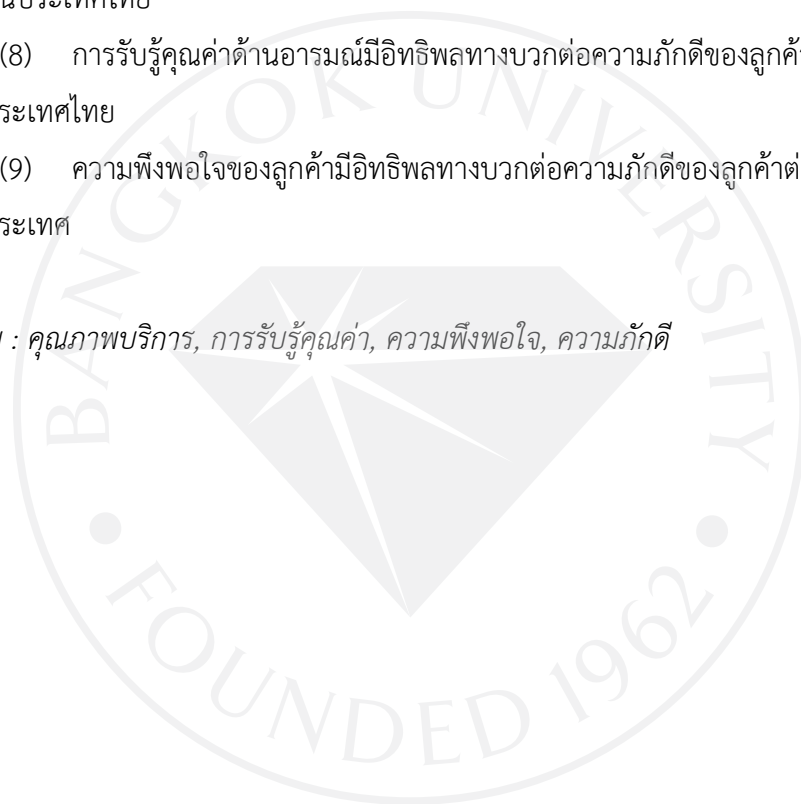 นประเทศไทย
(8) การรับรู้คุณค่าด้านอารมณ์มีอิทธิพลทางบวกต่อความภักดีของลูกค้า
ระเทศไทย
(9) ความพึงพอใจของลูกค้ามีอิทธิพลทางบวกต่อความภักดีของลูกค้าต่
ระเทศ
: คุณภาพบริการ, การรับรู้คุณค่า, ความพึงพอใจ, ความภักดี
BANGKOK UNIVERSITY
• FOUNDED 1962 •